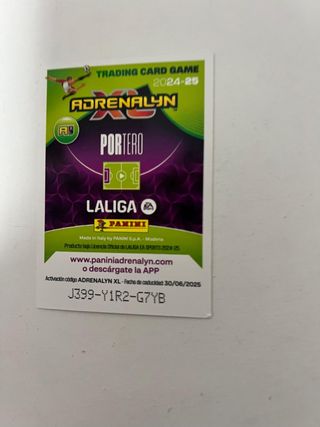 TRADING CARD GAME
2024-25
ADRENALYN
XL
PORTERO
LALIGA EA SPORTS
PANINI
Made in Italy by PANINI S.p.A. - Modena
Producto bajo Licencia Oficial de LALIGA EA SPORTS 2024-25
www.paniniadrenalyn.com
o descárgate la APP
Activación código ADRENALYN XL - Fecha de caducidad: 30/06/2025
J399-Y1R2-G7YB